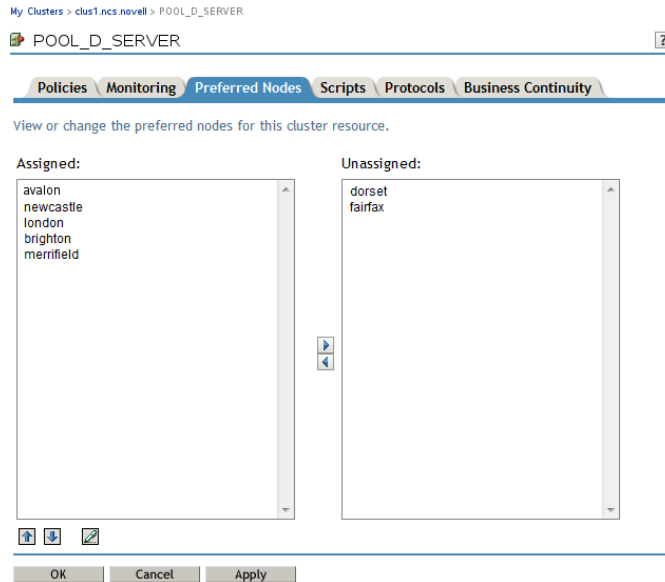 My Clusters > clus1.ncs.novell > POOL_D_SERVER
POOL_D_SERVER
?
Policies Monitoring Preferred Nodes Scripts Protocols Business Continuity
View or change the preferred nodes for this cluster resource.
Assigned: Unassigned:
avalon
newcastle
london
brighton
merrifield
dorset
fairfax
OK Cancel Apply